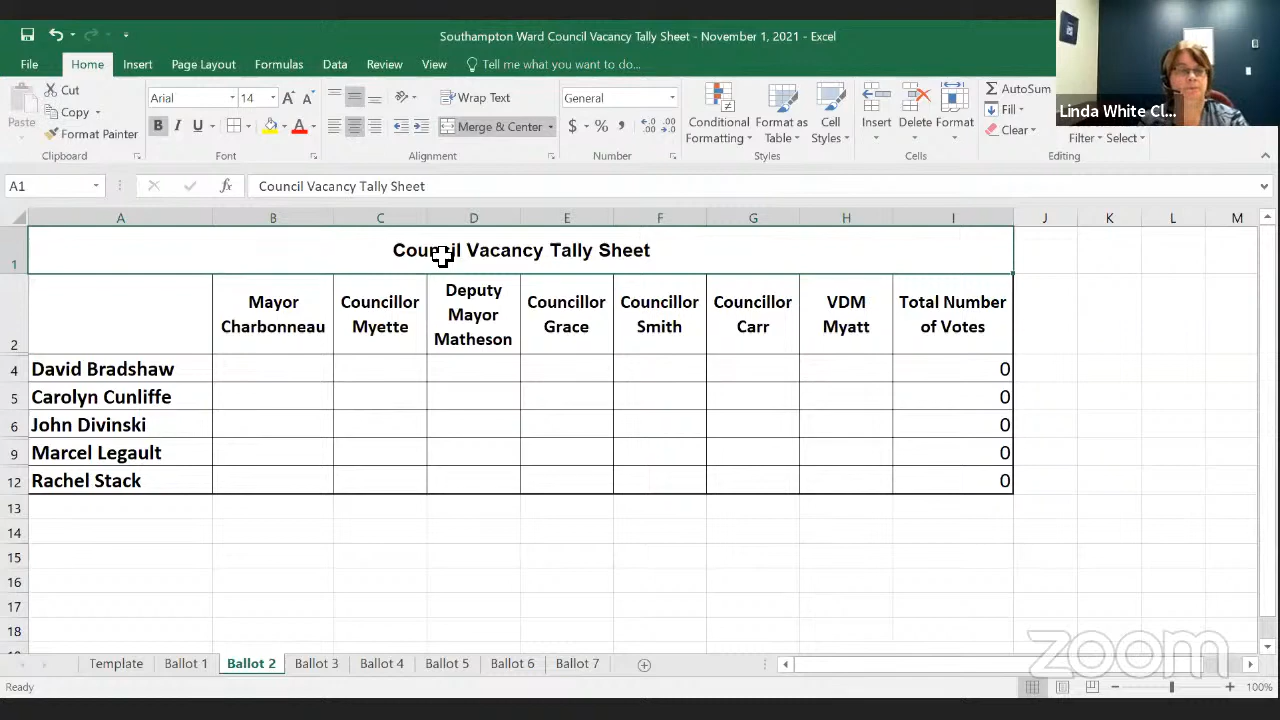 Southampton Ward Council Vacancy Tally Sheet - November 1, 2021 - Excel
File Home Insert Page Layout Formulas Data Review View Tell me what you want to do...
Linda White Cl...
Paste
Cut
Copy
Format Painter
Clipboard
Arial 14
B I U
Font
Wrap Text
Merge & Center
Alignment
General
$ % ,
Number
Conditional Formatting
Format as Table
Cell Styles
Styles
Insert Delete Format
Cells
AutoSum
Fill
Clear
Filter Select
Editing
A1 fx Council Vacancy Tally Sheet
A B C D E F G H I J K L M
1 Council Vacancy Tally Sheet
2 Mayor Charbonneau Councillor Myette Deputy Mayor Matheson Councillor Grace Councillor Smith Councillor Carr VDM Myatt Total Number of Votes
4 David Bradshaw 0
5 Carolyn Cunliffe 0
6 John Divinski 0
9 Marcel Legault 0
12 Rachel Stack 0
13
14
15
16
17
18
zoom
Template Ballot 1 Ballot 2 Ballot 3 Ballot 4 Ballot 5 Ballot 6 Ballot 7
Ready 100%